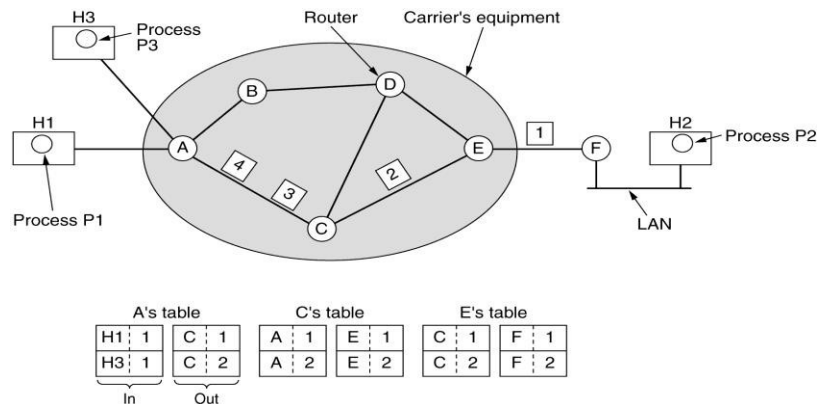 H3
Process
P3
Router
Carrier's equipment
B
D
H1
A
4
3
C
2
E
1
F
H2
Process P2
Process P1
LAN
A's table
C's table
E's table
H1 1 C 1 A 1 E 1 C 1 F 1
H3 1 C 2 A 2 E 2 C 2 F 2
In Out